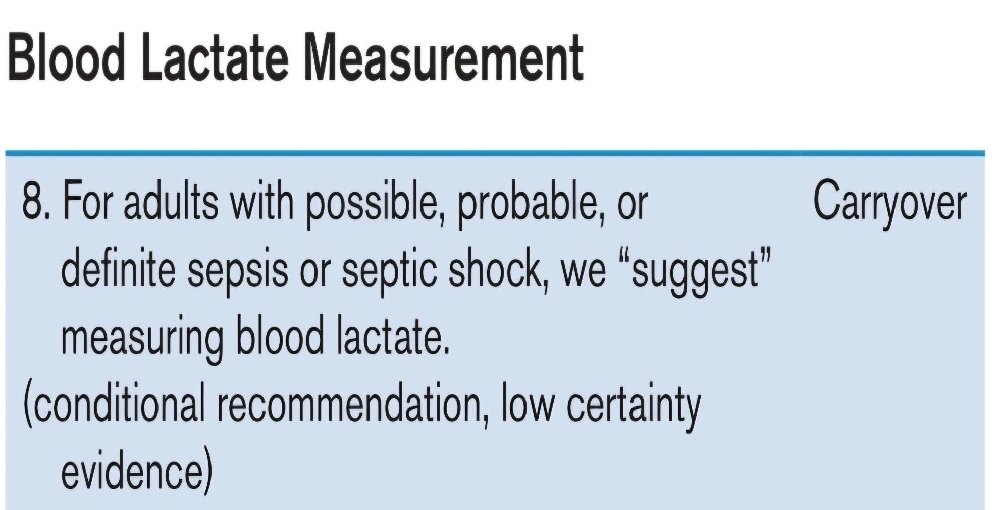 Blood Lactate Measurement
8. For adults with possible, probable, or Carryover
definite sepsis or septic shock, we “suggest”
measuring blood lactate.
(conditional recommendation, low certainty
evidence)